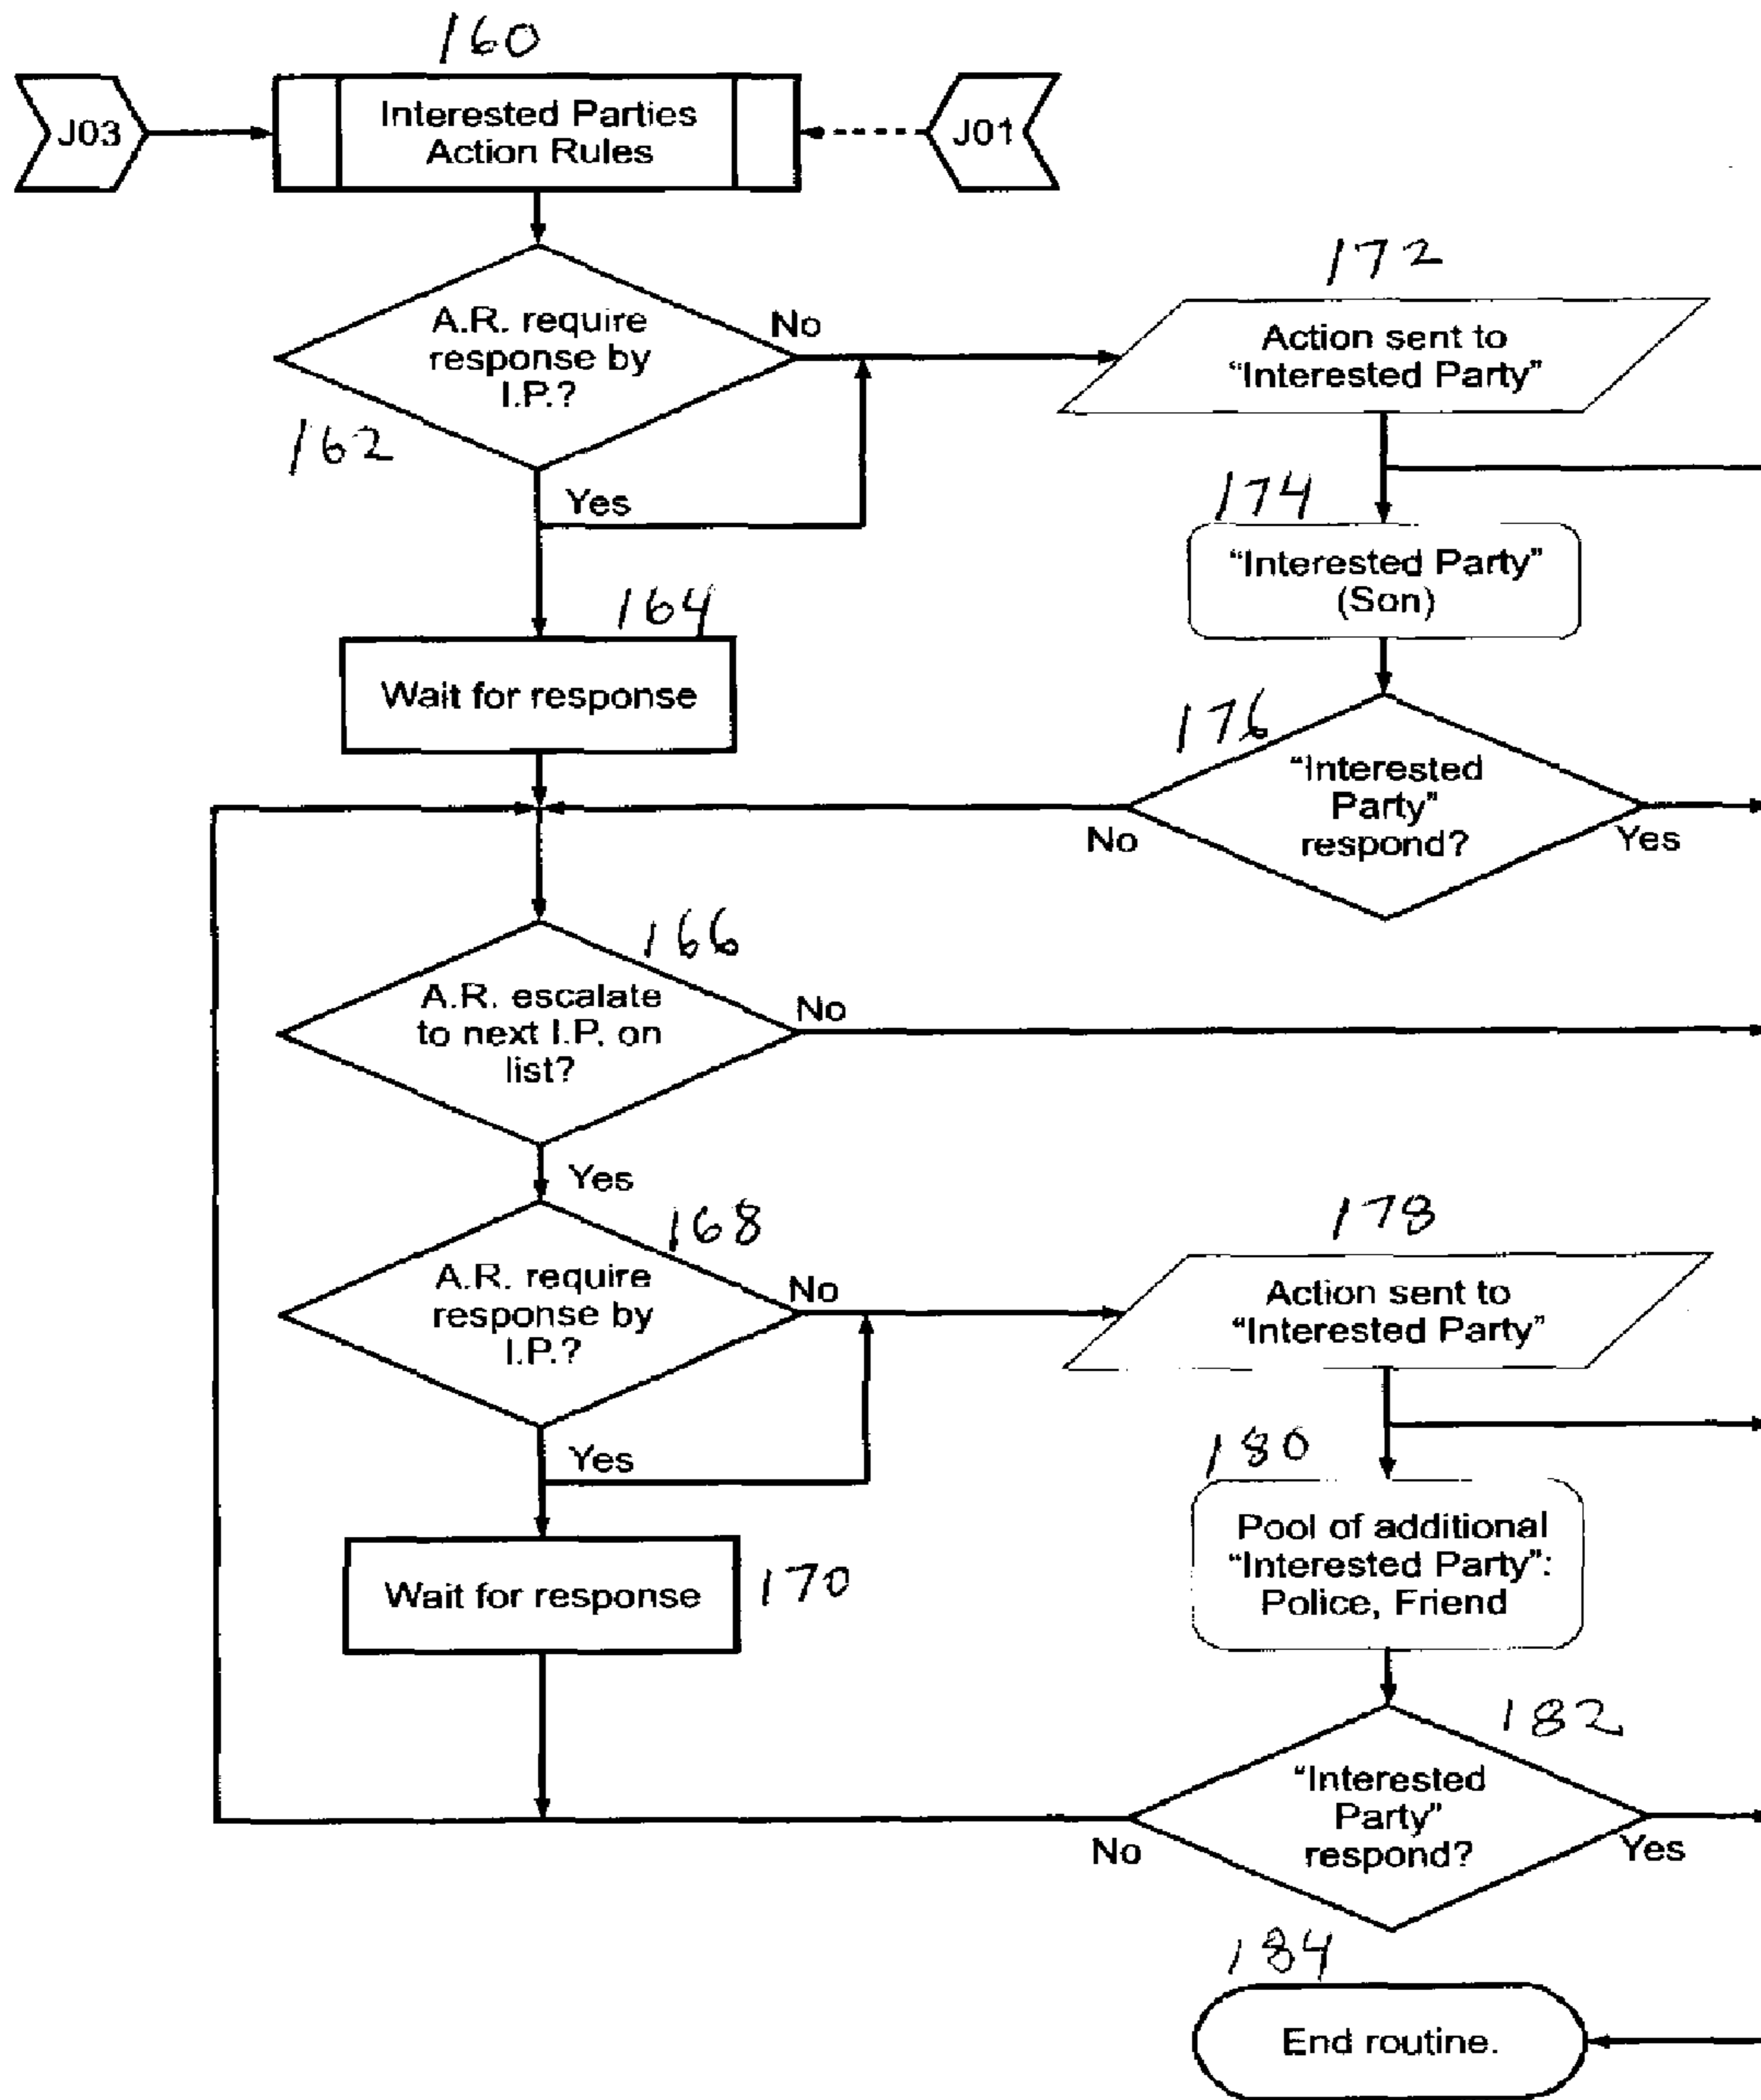 160
J03
Interested Parties
Action Rules
J01
A.R. require
response by
I.P.?
No
162
Yes
172
Action sent to
“Interested Party”
174
“Interested Party”
(Son)
164
Wait for response
176
“Interested
Party”
respond?
No
Yes
166
A.R. escalate
to next I.P. on
list?
No
Yes
168
A.R. require
response by
I.P.?
No
Yes
178
Action sent to
“Interested Party”
180
Pool of additional
“Interested Party”:
Police, Friend
Wait for response
170
182
“Interested
Party”
respond?
No
Yes
184
End routine.